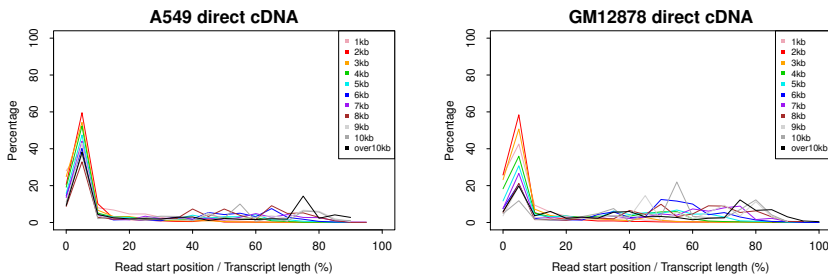 A549 direct cDNA
Percentage
100
80
60
40
20
0
1kb
2kb
3kb
4kb
5kb
6kb
7kb
8kb
9kb
10kb
over10kb
0 20 40 60 80 100
Read start position / Transcript length (%)
GM12878 direct cDNA
Percentage
100
80
60
40
20
0
1kb
2kb
3kb
4kb
5kb
6kb
7kb
8kb
9kb
10kb
over10kb
0 20 40 60 80 100
Read start position / Transcript length (%)